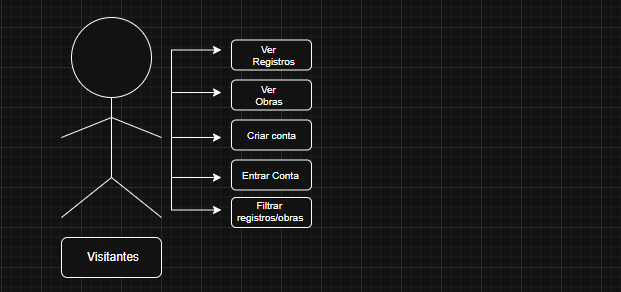 Ver
Registros
Ver
Obras
Criar conta
Entrar Conta
Filtrar
registros/obras
Visitantes